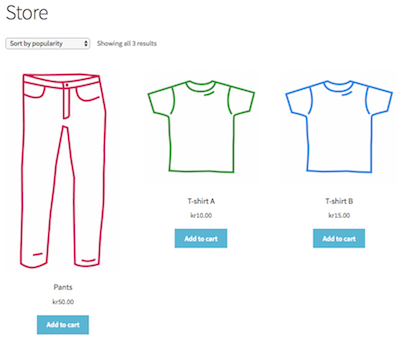 Store
Sort by popularity
Showing all 3 results
T-shirt A
kr10.00
Add to cart
T-shirt B
kr15.00
Add to cart
Pants
kr50.00
Add to cart